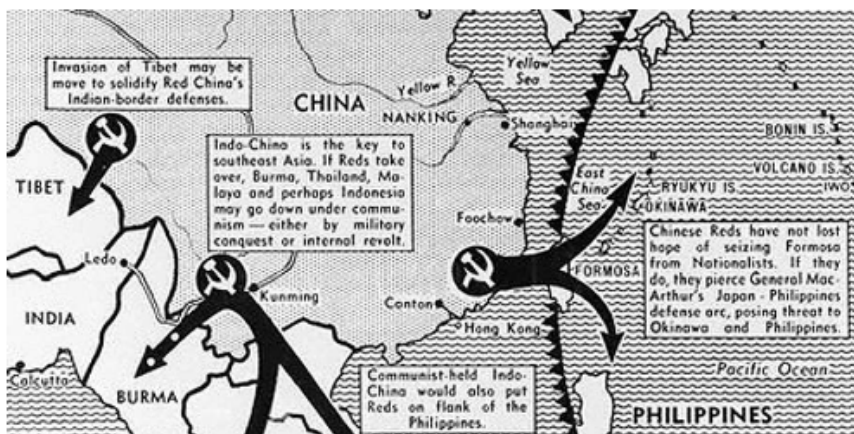 Invasion of Tibet may be
move to solidify Red China's
Indian-border defenses.
CHINA
Yellow R.
Yellow
Sea
NANKING
Shanghai
BONIN IS.
VOLCANO IS.
IWO
RYUKYU IS.
OKINAWA
East
China
Sea
TIBET
Indo-China is the key to
southeast Asia. If Reds take
over, Burma, Thailand, Ma-
laya and perhaps Indonesia
may go down under commu-
nism — either by military
conquest or internal revolt.
Foochow
FORMOSA
Chinese Reds have not lost
hope of seizing Formosa
from Nationalists. If they
do, they pierce General Mac-
Arthur's Japan - Philippines
defense arc, posing threat to
Okinawa and Philippines.
Ledo
Kunming
Canton
Hong Kong
INDIA
Calcutta
BURMA
Communist-held Indo-
China would also put
Reds on flank of the
Philippines.
Pacific Ocean
PHILIPPINES